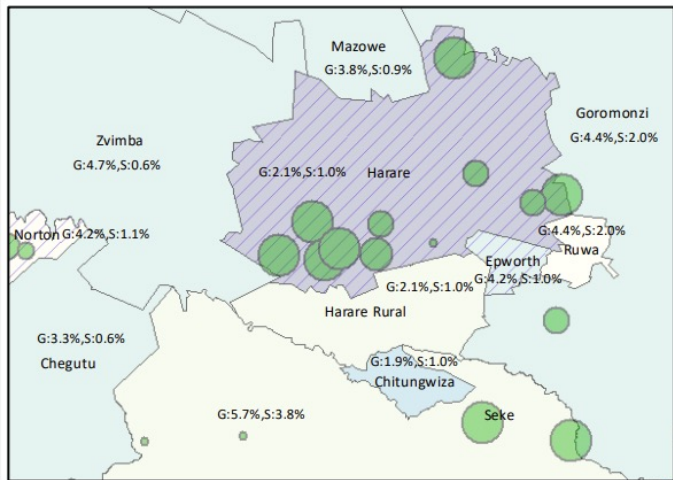 Mazowe
G:3.8%,S:0.9%
Goromonzi
G:4.4%,S:2.0%
Zvimba
G:4.7%,S:0.6%
G:2.1%,S:1.0%
Harare
Norton
G:4.2%,S:1.1%
G:4.4%,S:2.0%
Ruwa
Epworth
G:4.2%,S:1.0%
G:2.1%,S:1.0%
Harare Rural
G:3.3%,S:0.6%
Chegutu
G:1.9%,S:1.0%
Chitungwiza
G:5.7%,S:3.8%
Seke